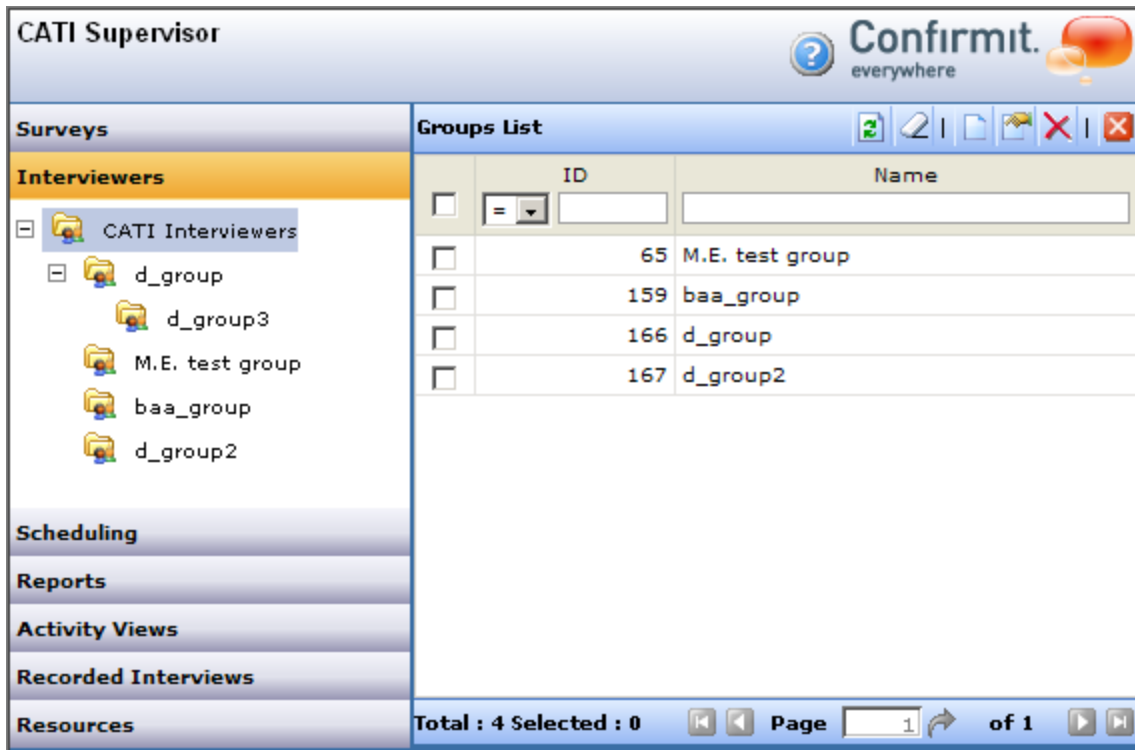 CATI Supervisor
Confirmit.
everywhere
Surveys
Interviewers
CATI Interviewers
d_group
d_group3
M.E. test group
baa_group
d_group2
Scheduling
Reports
Activity Views
Recorded Interviews
Resources
Groups List
ID Name
=
65 M.E. test group
159 baa_group
166 d_group
167 d_group2
Total : 4 Selected : 0 Page 1 of 1